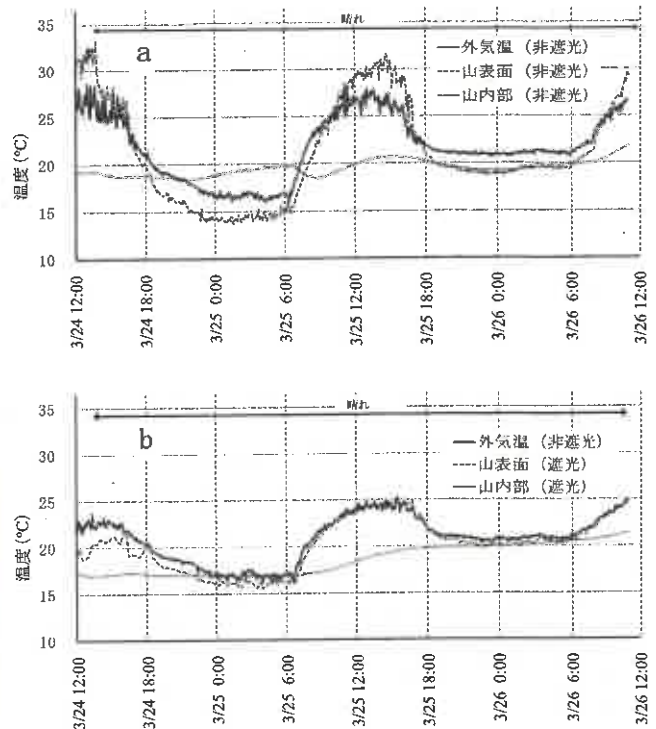 35
30
25
20
15
10
温度 (℃)
晴れ
a
外気温 (非遮光)
山表面 (非遮光)
山内部 (非遮光)
3/24 12:00
3/24 18:00
3/25 0:00
3/25 6:00
3/25 12:00
3/25 18:00
3/26 0:00
3/26 6:00
3/26 12:00
35
30
25
20
15
10
温度 (℃)
晴れ
b
外気温 (非遮光)
山表面 (遮光)
山内部 (遮光)
3/24 12:00
3/24 18:00
3/25 0:00
3/25 6:00
3/25 12:00
3/25 18:00
3/26 0:00
3/26 6:00
3/26 12:00